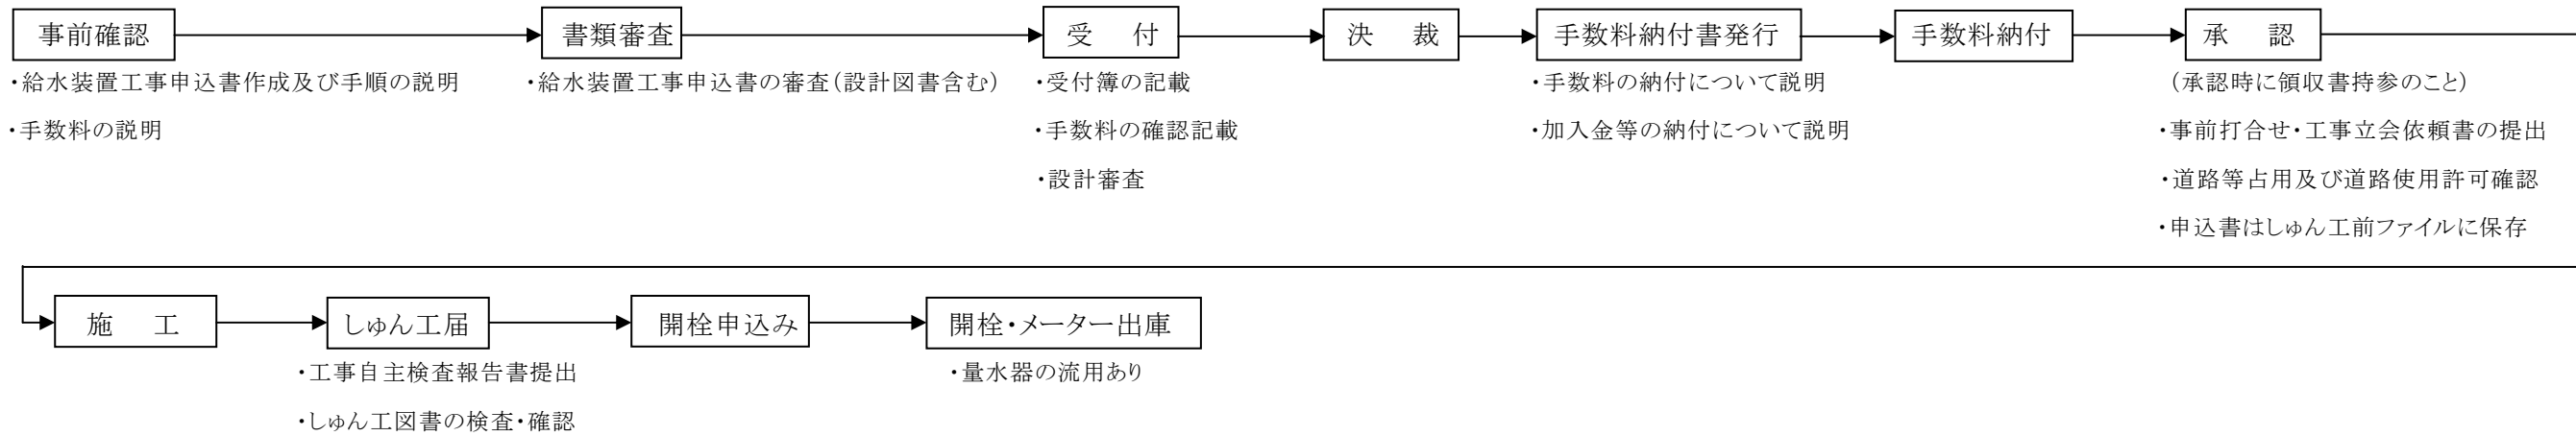 事前確認
書類審査
受　付
決　裁
手数料納付書発行
手数料納付
承　認
・給水装置工事申込書作成及び手順の説明
・手数料の説明
・給水装置工事申込書の審査(設計図書含む)
・受付簿の記載
・手数料の確認記載
・設計審査
・手数料の納付について説明
・加入金等の納付について説明
(承認時に領収書持参のこと)
・事前打合せ・工事立会依頼書の提出
・道路等占用及び道路使用許可確認
・申込書はしゅん工前ファイルに保存
施　工
しゅん工届
開栓申込み
開栓・メーター出庫
・工事自主検査報告書提出
・しゅん工図書の検査・確認
・量水器の流用あり